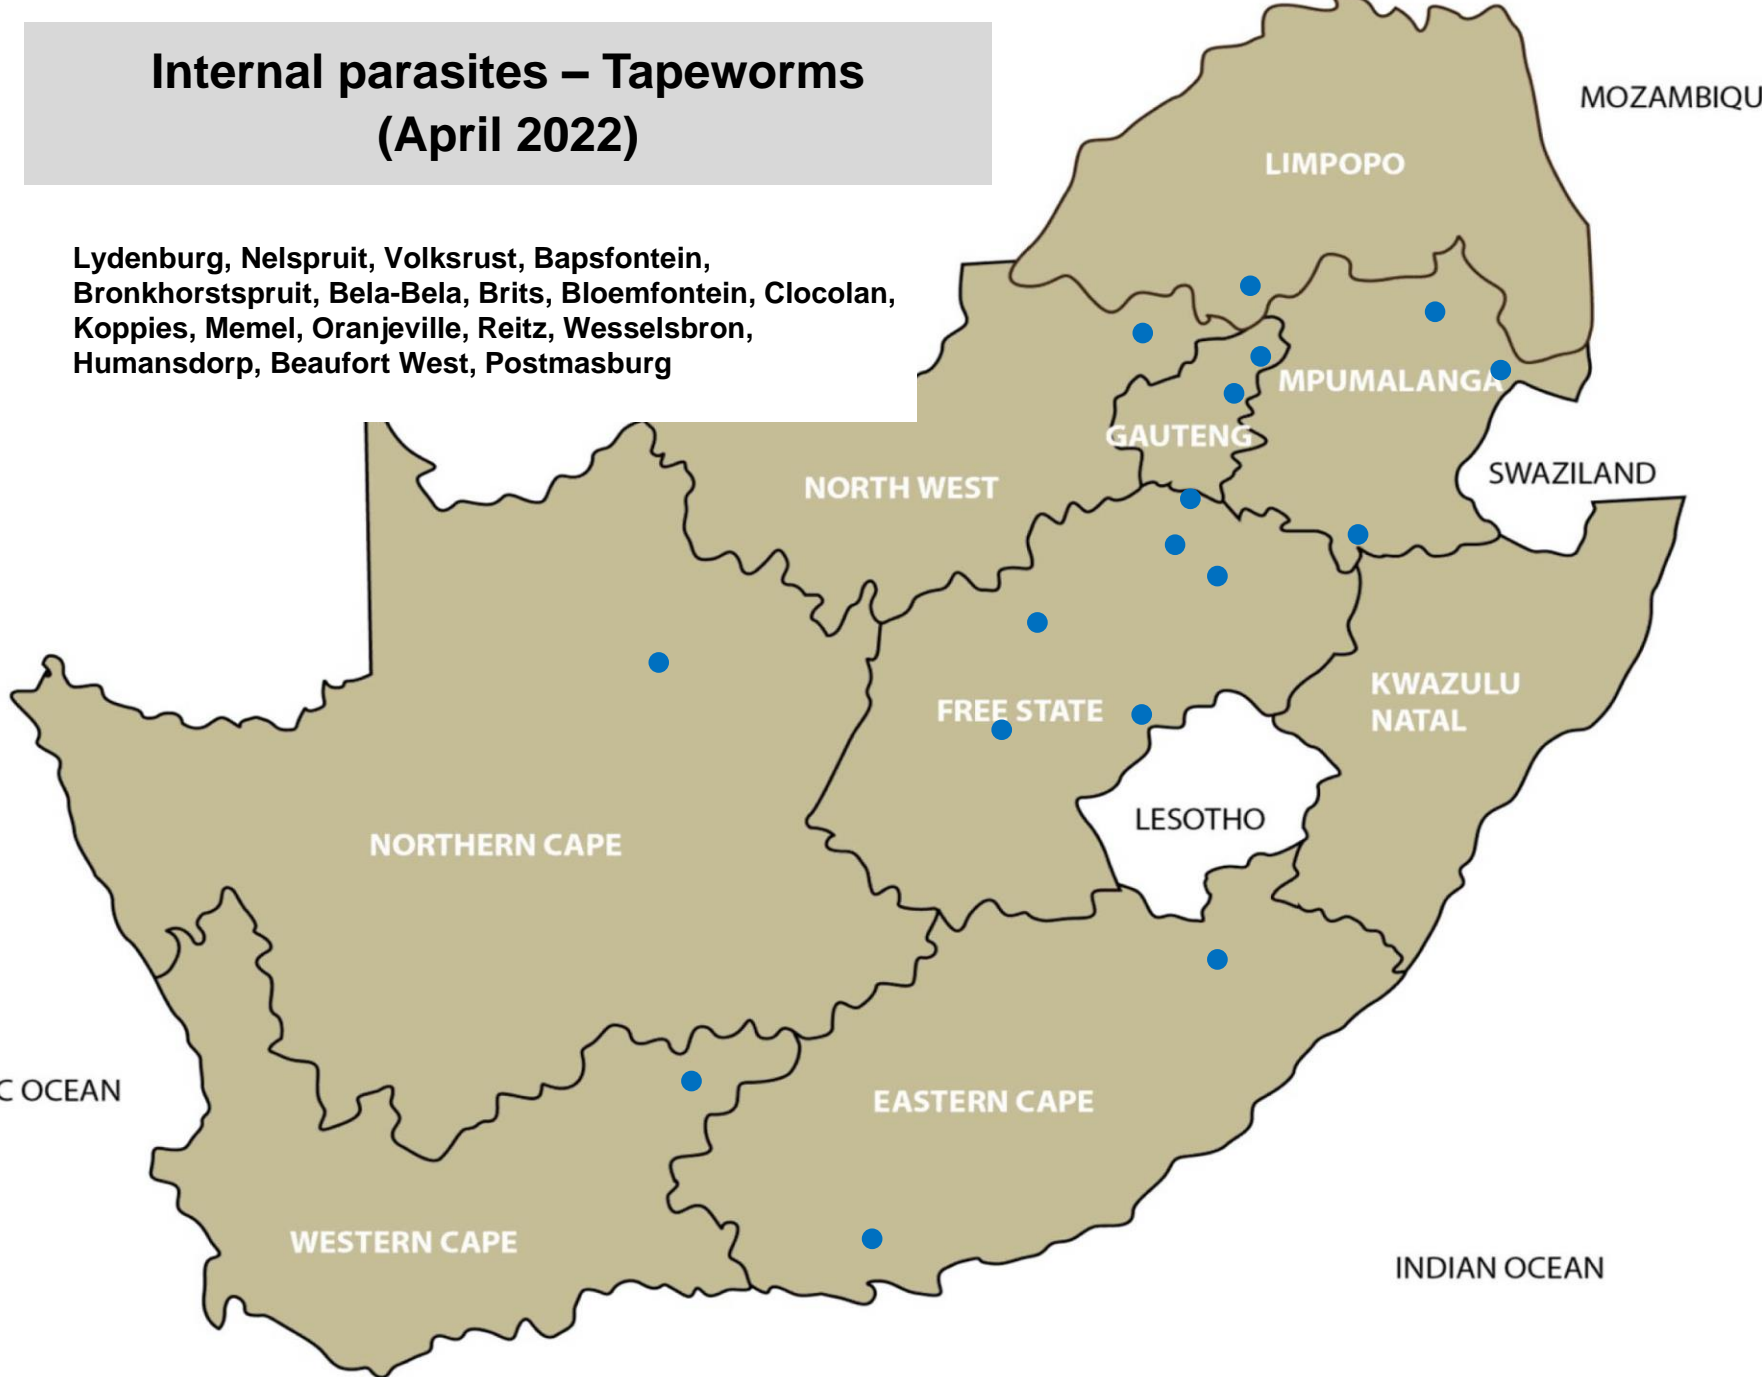 Internal parasites – Tapeworms
(April 2022)
MOZAMBIQU
LIMPOPO
Lydenburg, Nelspruit, Volksrust, Bapsfontein,
Bronkhorstspruit, Bela-Bela, Brits, Bloemfontein, Clocolan,
Koppies, Memel, Oranjeville, Reitz, Wesselsbron,
Humansdorp, Beaufort West, Postmasburg
MPUMALANGA
GAUTENG
SWAZILAND
NORTH WEST
KWAZULU
NATAL
FREE STATE
LESOTHO
NORTHERN CAPE
C OCEAN
EASTERN CAPE
WESTERN CAPE
INDIAN OCEAN